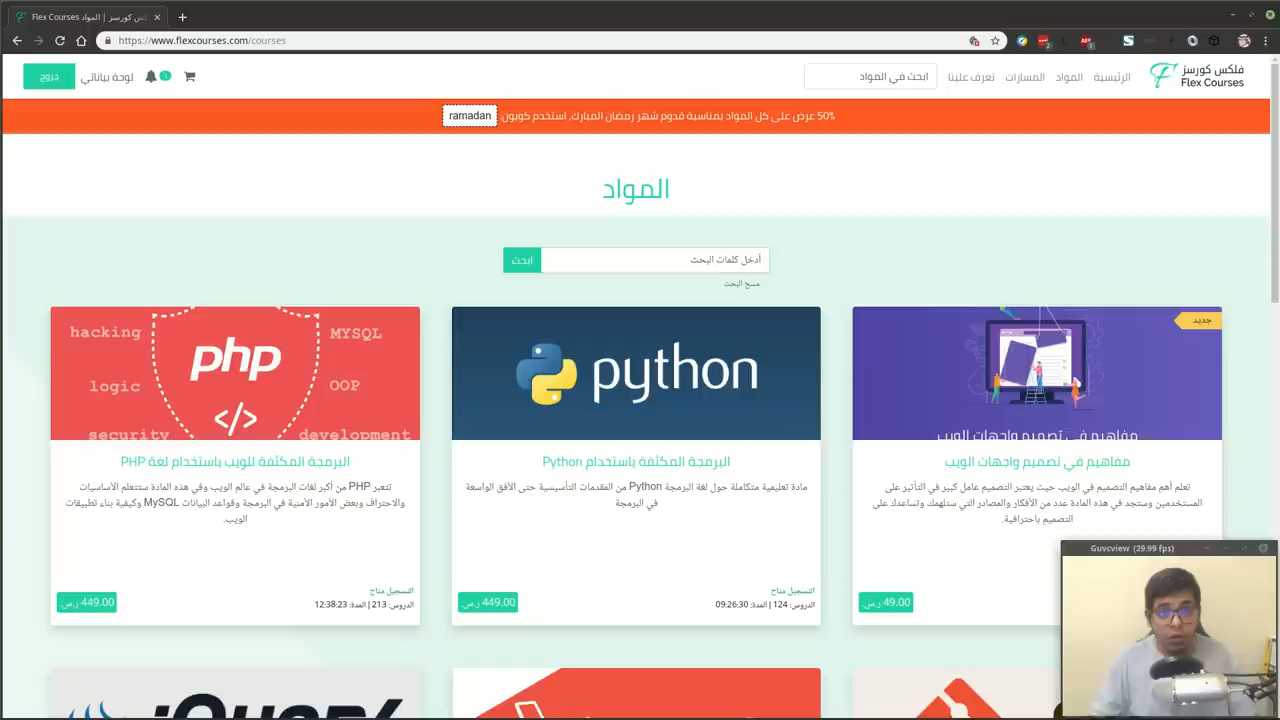 Flex Courses المواد | فلكس كورسز
https://www.flexcourses.com/courses
فلكس كورسز
Flex Courses
الرئيسية
المواد
المسارات
تعرف علينا
ابحث في المواد
لوحة بياناتي
خروج
50% عرض على كل المواد بمناسبة قدوم شهر رمضان المبارك, استخدم كوبون: ramadan
المواد
أدخل كلمات البحث
ابحث
مسح البحث
جديد
مفاهيم في تصميم واجهات الويب
مفاهيم في تصميم واجهات الويب
تعلم أهم مفاهيم التصميم في الويب حيث يعتبر التصميم عامل كبير في التأثير على
المستخدمين وستجد في هذه المادة عدد من الأفكار والمصادر التي ستلهمك وتساعدك على
التصميم باحترافية.
49.00 ر.س.
python
البرمجة المكثفة باستخدام Python
مادة تعليمية متكاملة حول لغة البرمجة Python من المقدمات التأسيسية حتى الأفق الواسعة
في البرمجة
التسجيل متاح
الدروس: 124 | المدة: 09:26:30
449.00 ر.س.
hacking
MYSQL
php
logic
OOP
</>
security
development
البرمجة المكثفة للويب باستخدام لغة PHP
تتعبر PHP من أكبر لغات البرمجة في عالم الويب وفي هذه المادة ستتعلم الأساسيات
والاحتراف وبعض الأمور الأمنية في البرمجة وقواعد البيانات MySQL وكيفية بناء تطبيقات
الويب.
التسجيل متاح
الدروس: 213 | المدة: 12:38:23
449.00 ر.س.
jQuery
Guvcview (29.99 fps)